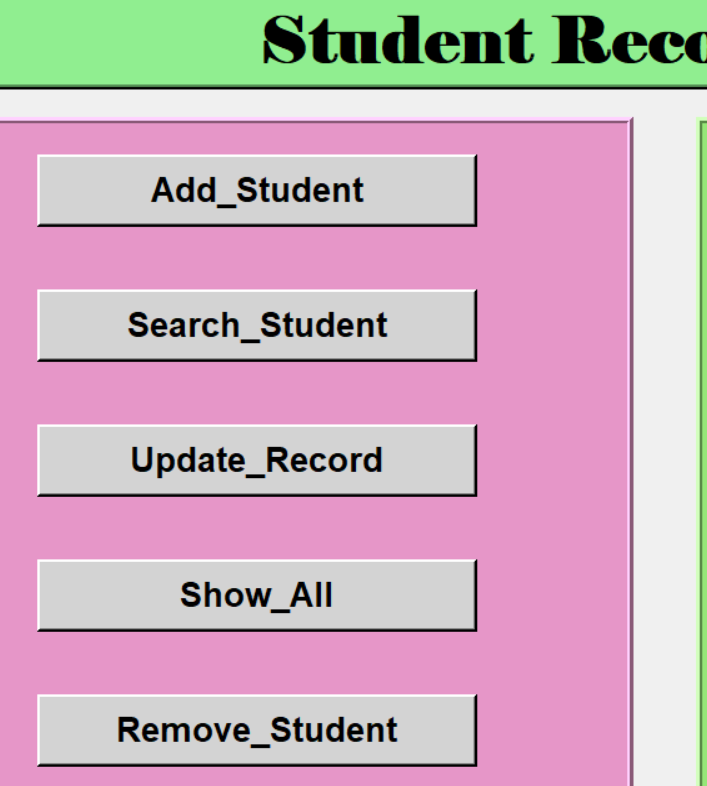 Student Reco
Add_Student
Search_Student
Update_Record
Show_All
Remove_Student